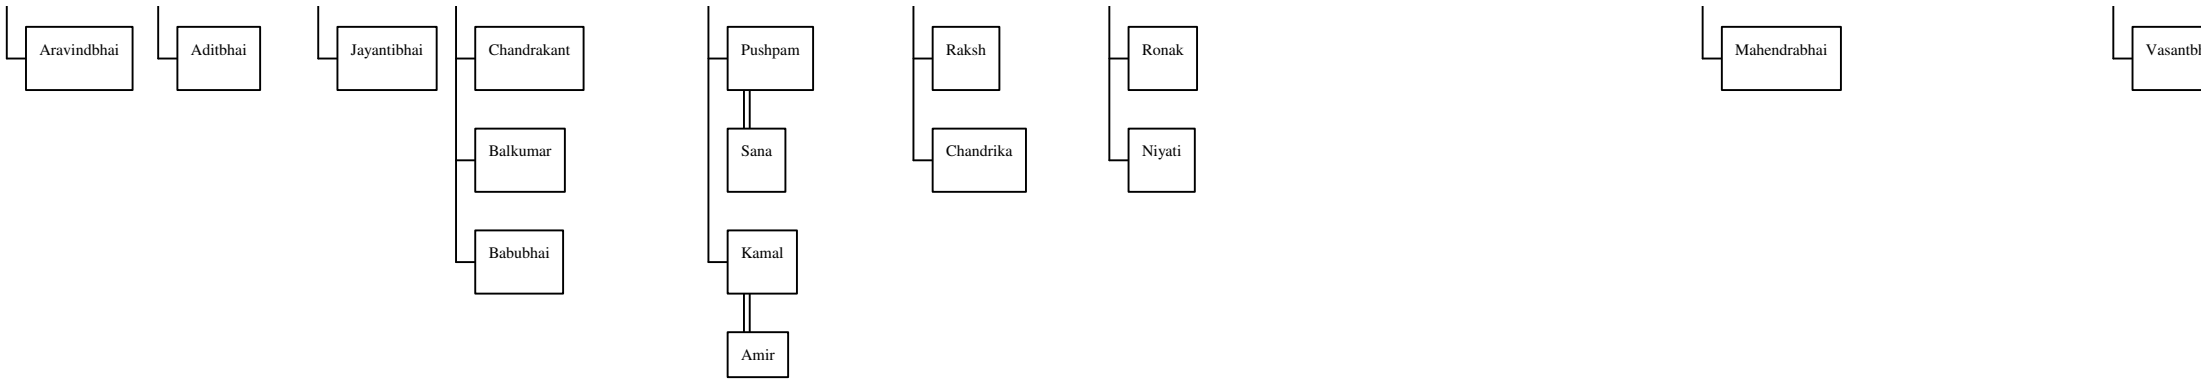 Aravindbhai
Aditbhai
Jayantibhai
Chandrakant
Pushpam
Raksh
Ronak
Mahendrabhai
Balkumar
Sana
Chandrika
Niyati
Babubhai
Kamal
Amir